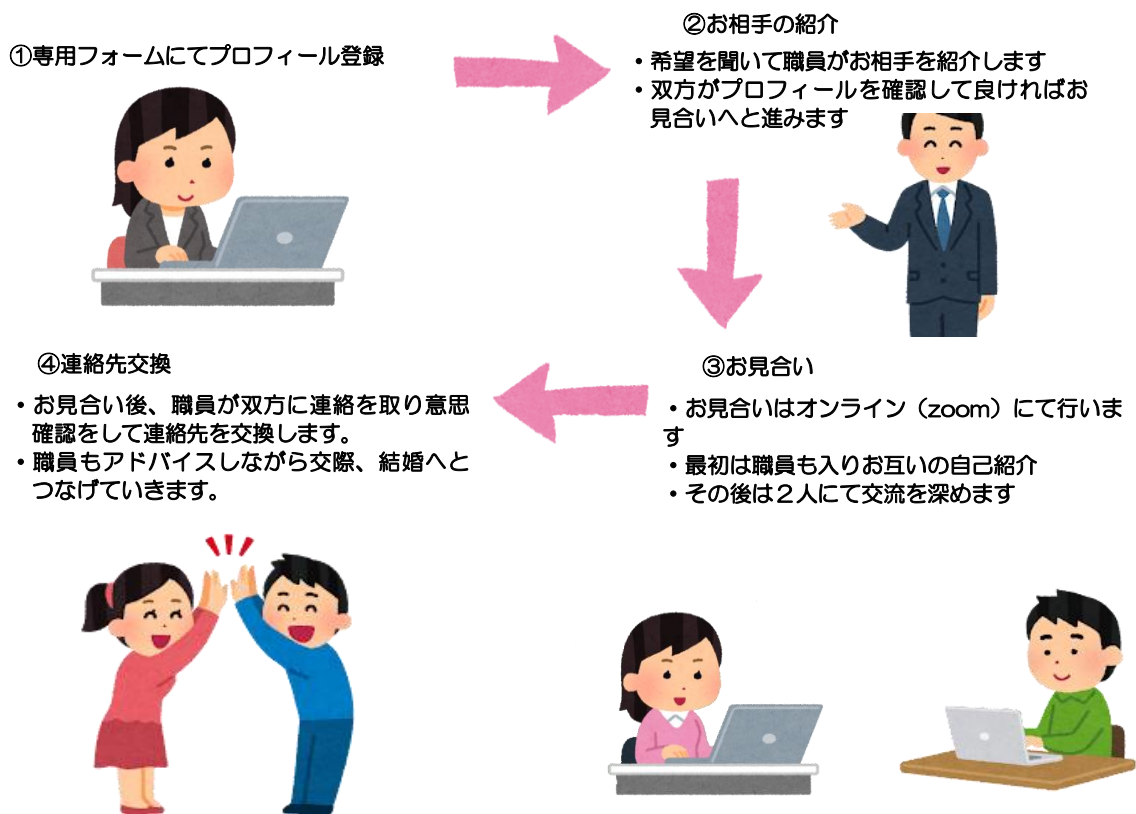 ①専用フォームにてプロフィール登録
②お相手の紹介
・希望を聞いて職員がお相手を紹介します
・双方がプロフィールを確認して良ければお
見合いへと進みます
③お見合い
・お見合いはオンライン（zoom）にて行いま
す
・最初は職員も入りお互いの自己紹介
・その後は２人にて交流を深めます
④連絡先交換
・お見合い後、職員が双方に連絡を取り意思
確認をして連絡先を交換します。
・職員もアドバイスしながら交際、結婚へと
つなげていきます。